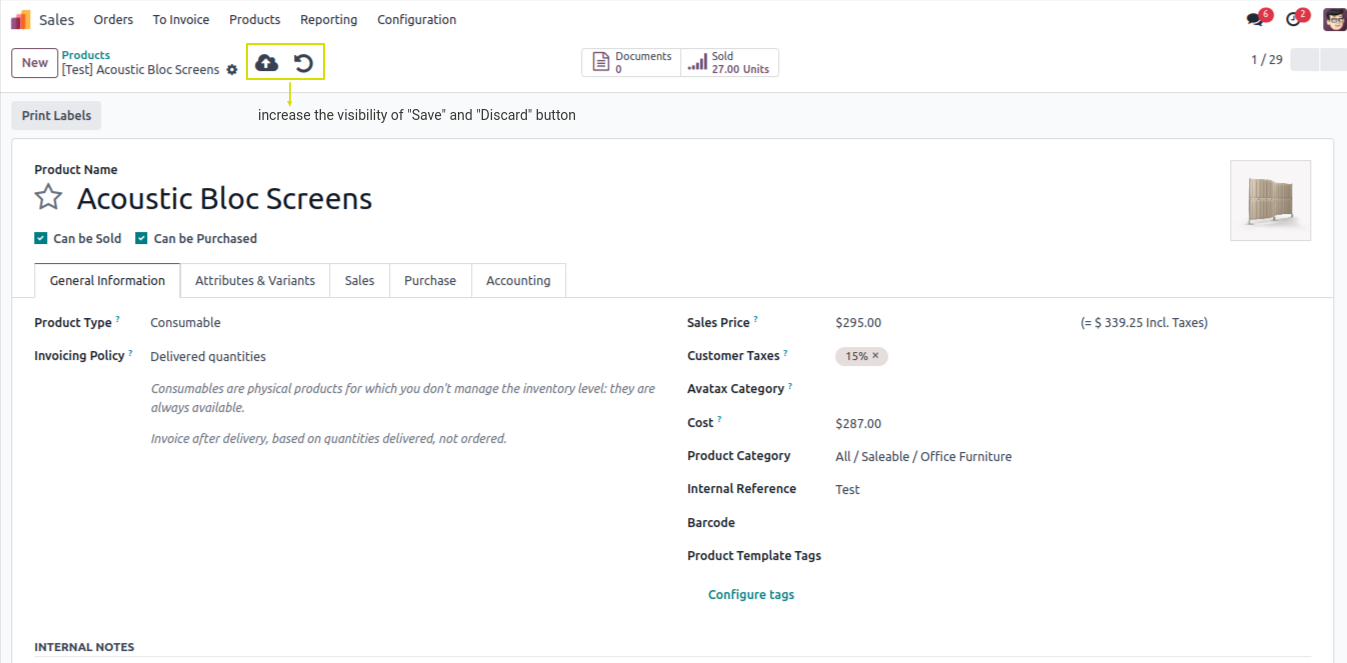 Sales Orders To Invoice Products Reporting Configuration 6 2
New Products
[Test] Acoustic Bloc Screens
Documents
0
Sold
27.00 Units
1 / 29
increase the visibility of "Save" and "Discard" button
Print Labels
Product Name
Acoustic Bloc Screens
Can be Sold Can be Purchased
General Information Attributes & Variants Sales Purchase Accounting
Product Type ? Consumable
Invoicing Policy ? Delivered quantities
Consumables are physical products for which you don't manage the inventory level: they are
always available.
Invoice after delivery, based on quantities delivered, not ordered.
Sales Price ? $295.00 (= $ 339.25 Incl. Taxes)
Customer Taxes ? 15% ×
Avatax Category ?
Cost ? $287.00
Product Category All / Saleable / Office Furniture
Internal Reference Test
Barcode
Product Template Tags
Configure tags
INTERNAL NOTES